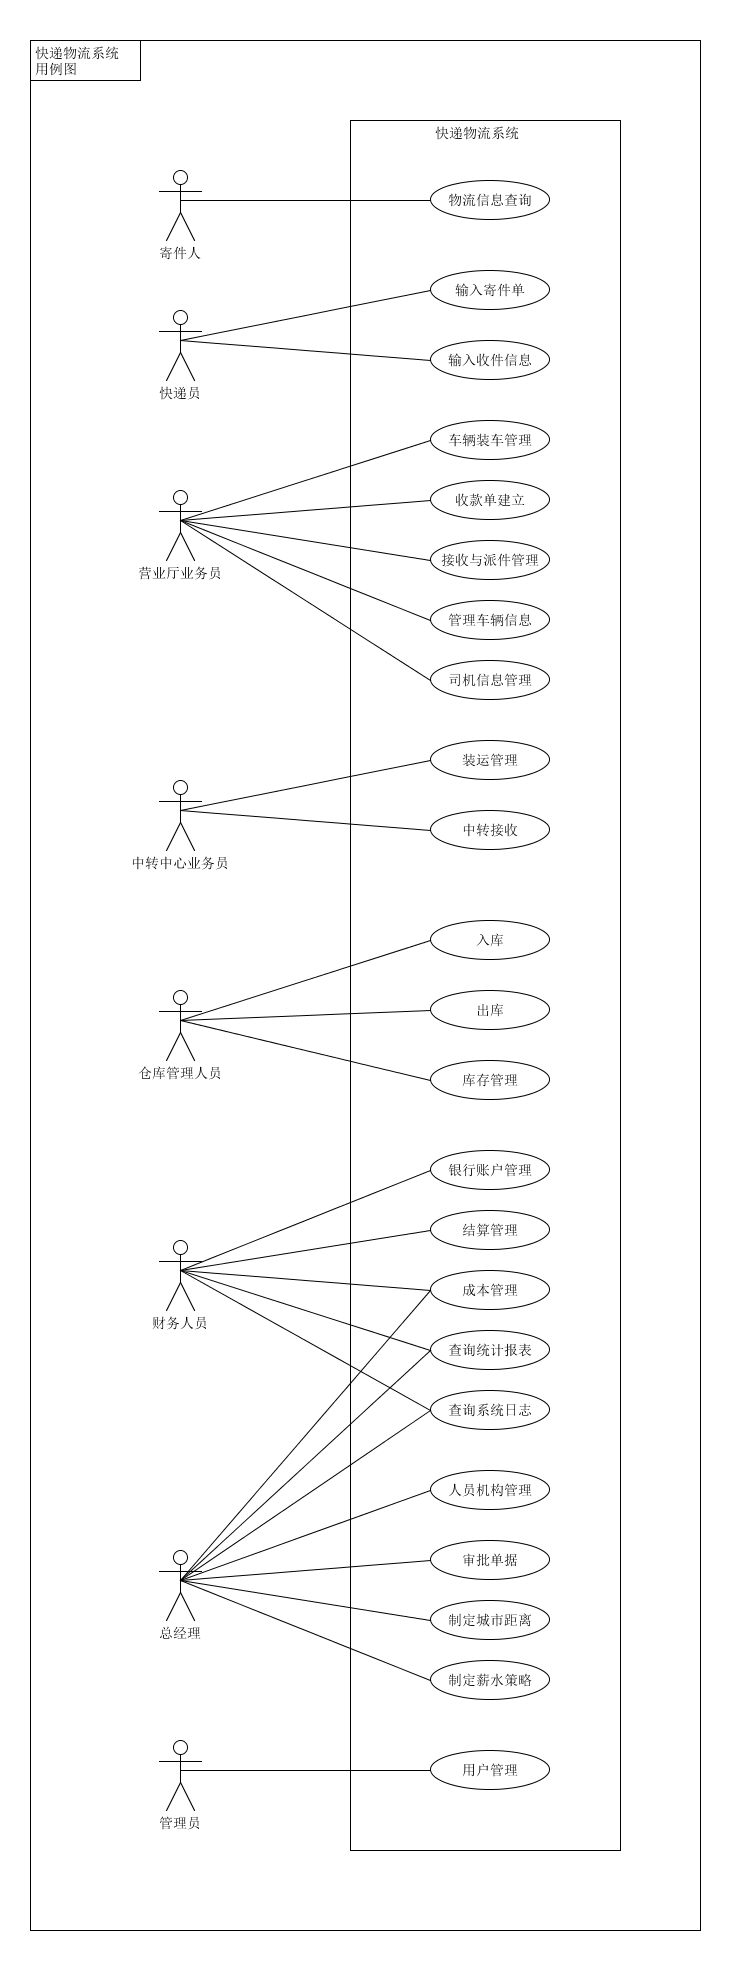 快递物流系统
用例图
快递物流系统
物流信息查询
寄件人
输入寄件单
输入收件信息
快递员
车辆装车管理
收款单建立
接收与派件管理
营业厅业务员
管理车辆信息
司机信息管理
装运管理
中转接收
中转中心业务员
入库
出库
仓库管理人员
库存管理
银行账户管理
结算管理
成本管理
财务人员
查询统计报表
查询系统日志
人员机构管理
审批单据
制定城市距离
总经理
制定薪水策略
用户管理
管理员